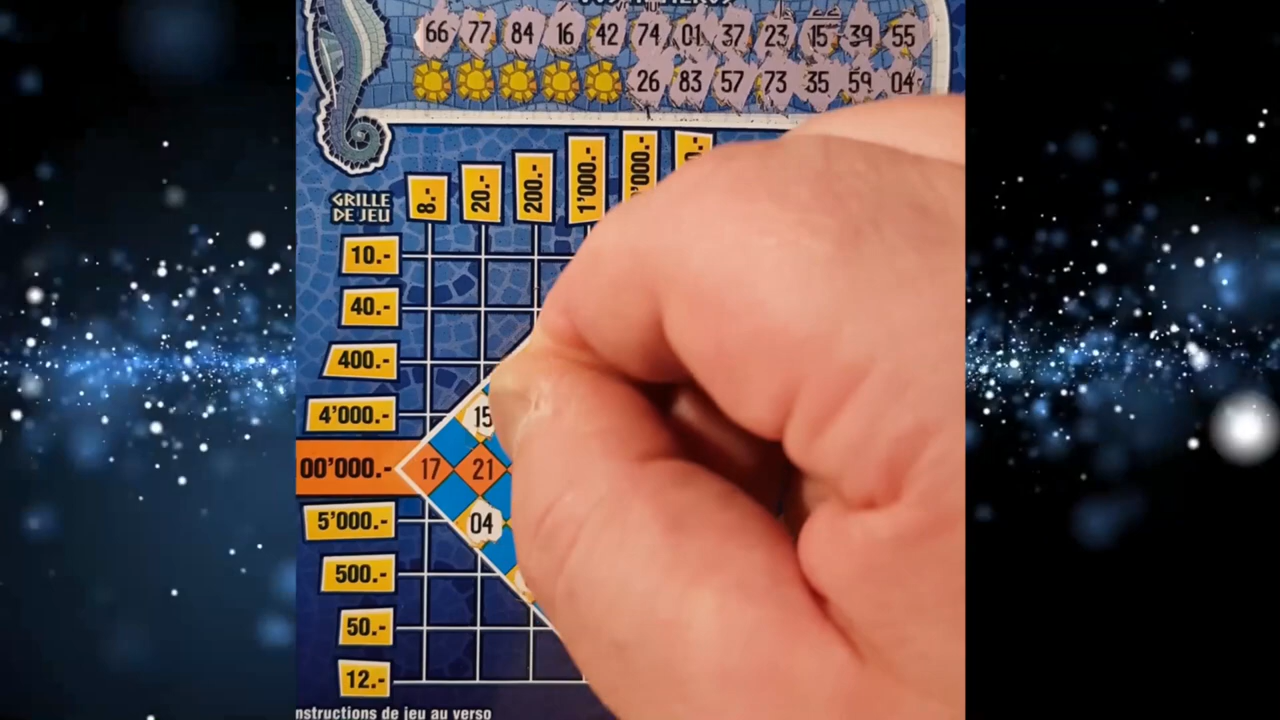 66 77 84 16 42 74 01 37 23 15 39 55
26 83 57 73 35 59 04
GRILLE
DE JEU
8.- 20.- 200.- 1'000.- '000.-
10.-
40.-
400.-
4'000.-
15
00'000.-
17 21
5'000.-
04
500.-
50.-
12.-
nstructions de jeu au verso